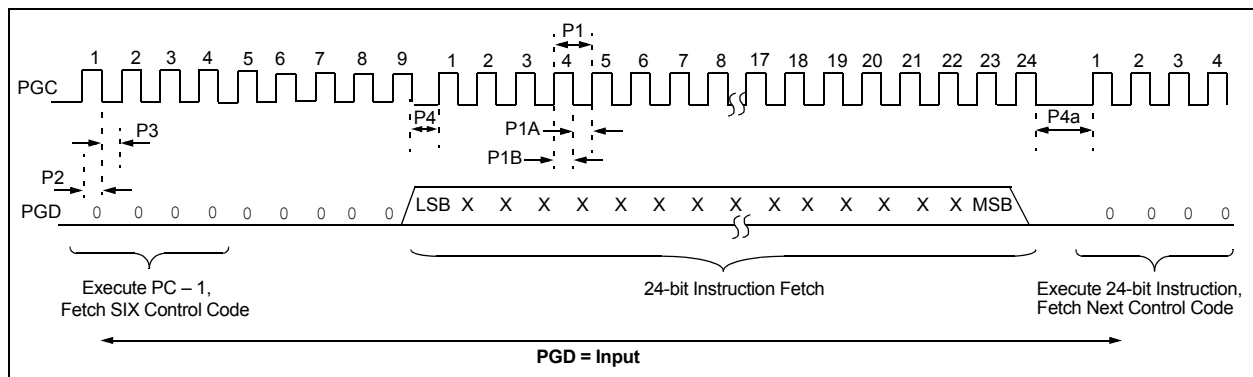 P1
1 2 3 4 5 6 7 8 9 1 2 3 4 5 6 7 8 17 18 19 20 21 22 23 24 1 2 3 4
PGC
P4 P4a
P3 P1A
P1B
P2
PGD 0 0 0 0 0 0 0 0 0 LSB X X X X X X X X X X X X X X MSB 0 0 0 0
Execute PC – 1,
Fetch SIX Control Code
24-bit Instruction Fetch
Execute 24-bit Instruction,
Fetch Next Control Code
PGD = Input